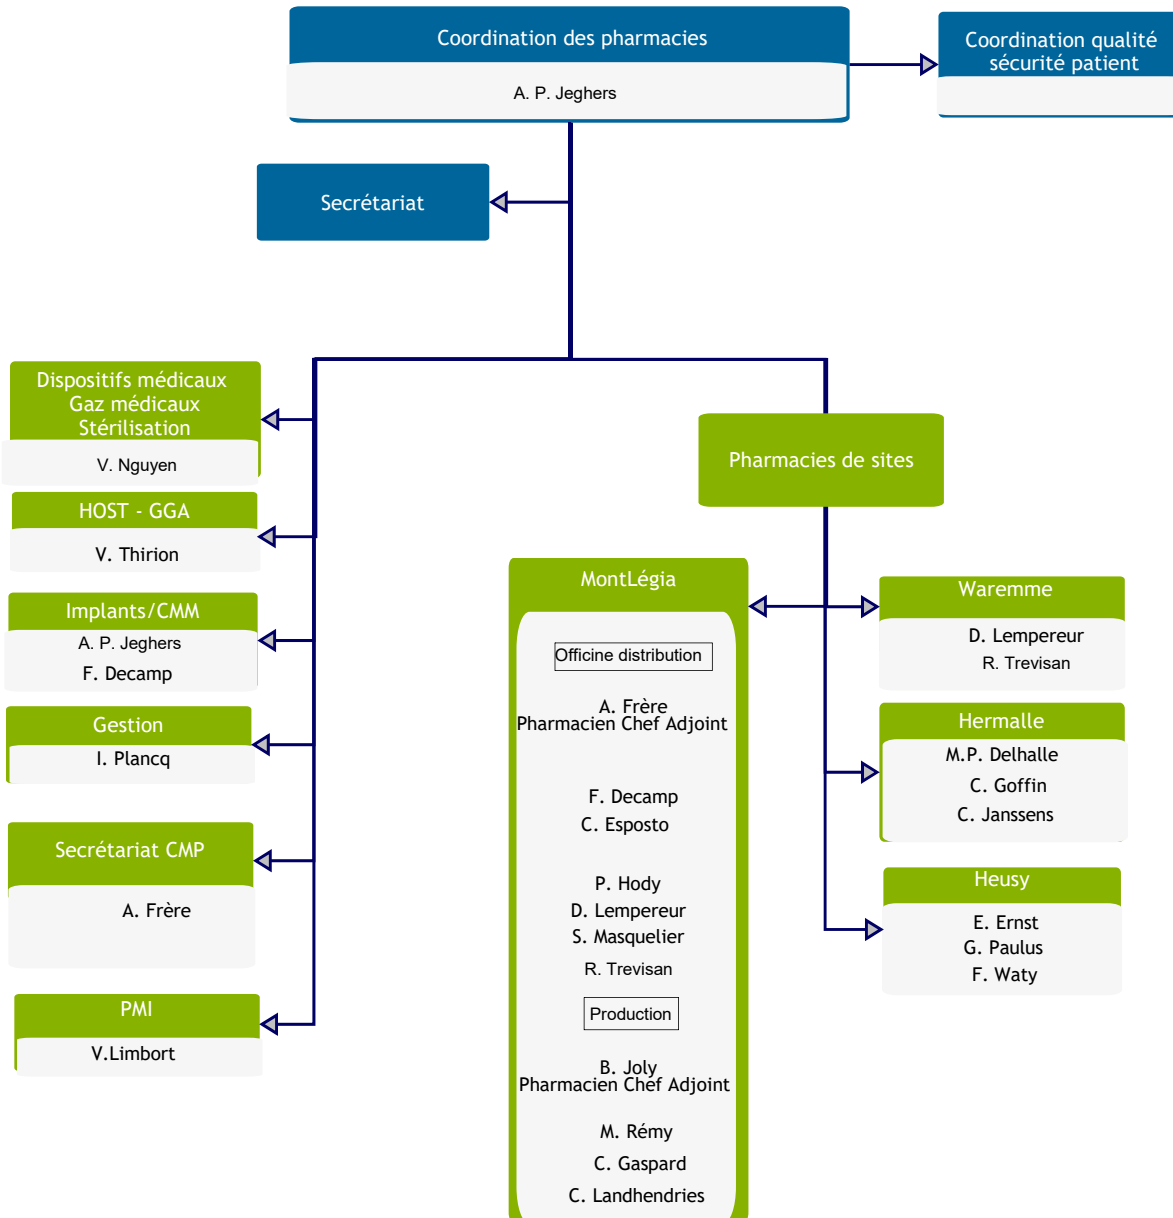 Coordination des pharmacies
A. P. Jeghers
Coordination qualité
sécurité patient
Secrétariat
Dispositifs médicaux
Gaz médicaux
Stérilisation
V. Nguyen
HOST - GGA
V. Thirion
Implants/CMM
A. P. Jeghers
F. Decamp
Gestion
I. Plancq
Secrétariat CMP
A. Frère
PMI
V.Limbort
Pharmacies de sites
MontLégia
Officine distribution
A. Frère
Pharmacien Chef Adjoint
F. Decamp
C. Esposto
P. Hody
D. Lempereur
S. Masquelier
R. Trevisan
Production
B. Joly
Pharmacien Chef Adjoint
M. Rémy
C. Gaspard
C. Landhendries
Waremme
D. Lempereur
R. Trevisan
Hermalle
M.P. Delhalle
C. Goffin
C. Janssens
Heusy
E. Ernst
G. Paulus
F. Waty